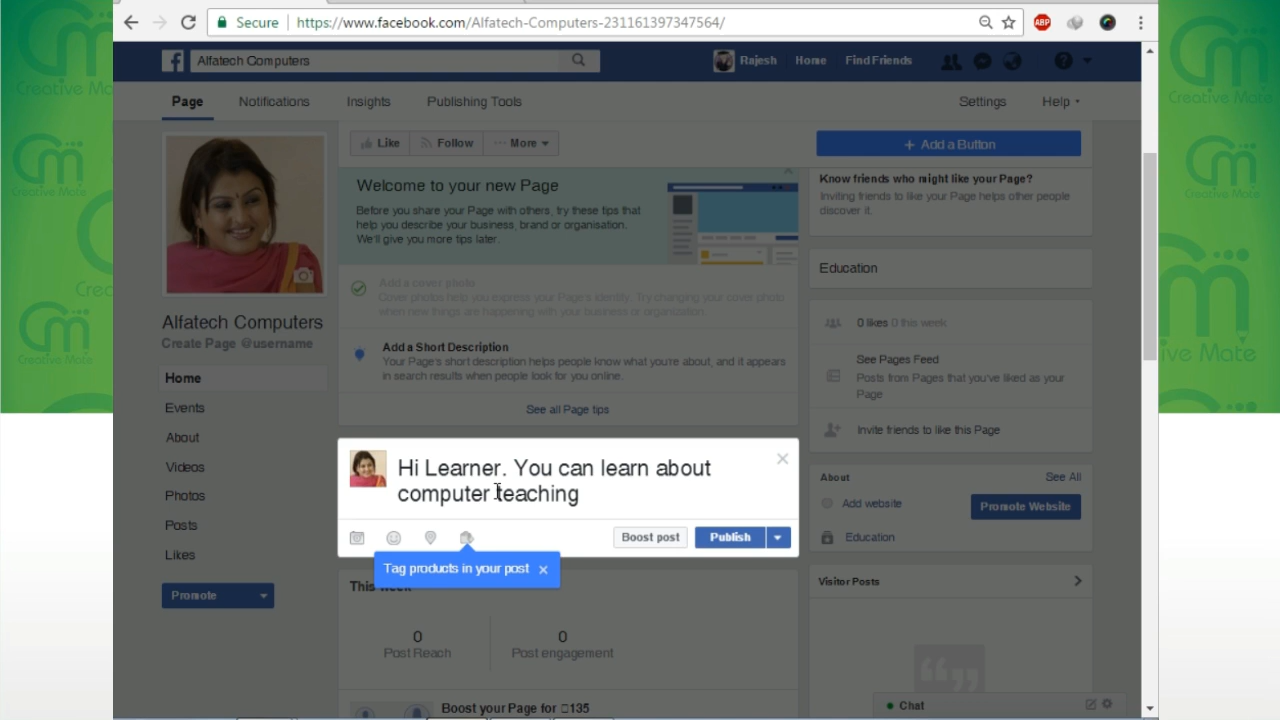 Secure https://www.facebook.com/Alfatech-Computers-231161397347564/
ABP
Alfatech Computers
Rajesh Home Find Friends
Page Notifications Insights Publishing Tools Settings Help
Like Follow More + Add a Button
Welcome to your new Page
Before you share your Page with others, try these tips that
help you describe your business, brand or organisation.
We'll give you more tips later.
Add a cover photo
Cover photos help you express your Page's identity. Try changing your cover photo
when new things are happening with your business or organization.
Add a Short Description
Your Page's short description helps people know what you're about, and it appears
in search results when people look for you online.
See all Page tips
Alfatech Computers
Create Page @username
Home
Events
About
Videos
Photos
Posts
Likes
Promote
Hi Learner. You can learn about
computer teaching
Boost post Publish
Tag products in your post ×
This week
0 0
Post Reach Post engagement
Boost your Page for 135
Know friends who might like your Page?
Inviting friends to like your Page helps other people
discover it.
Education
0 likes 0 this week
See Pages Feed
Posts from Pages that you've liked as your
Page
Invite friends to like this Page
About See All
Add website Promote Website
Education
Visitor Posts
Chat
Creative Mate
Creative Mate
Creative Mate
Creative Mate
Creative Mate